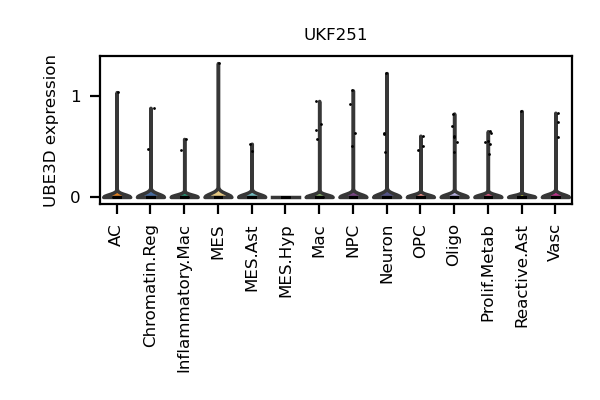 UKF251
UBE3D expression
1
0
AC
Chromatin.Reg
Inflammatory.Mac
MES
MES.Ast
MES.Hyp
Mac
NPC
Neuron
OPC
Oligo
Prolif.Metab
Reactive.Ast
Vasc